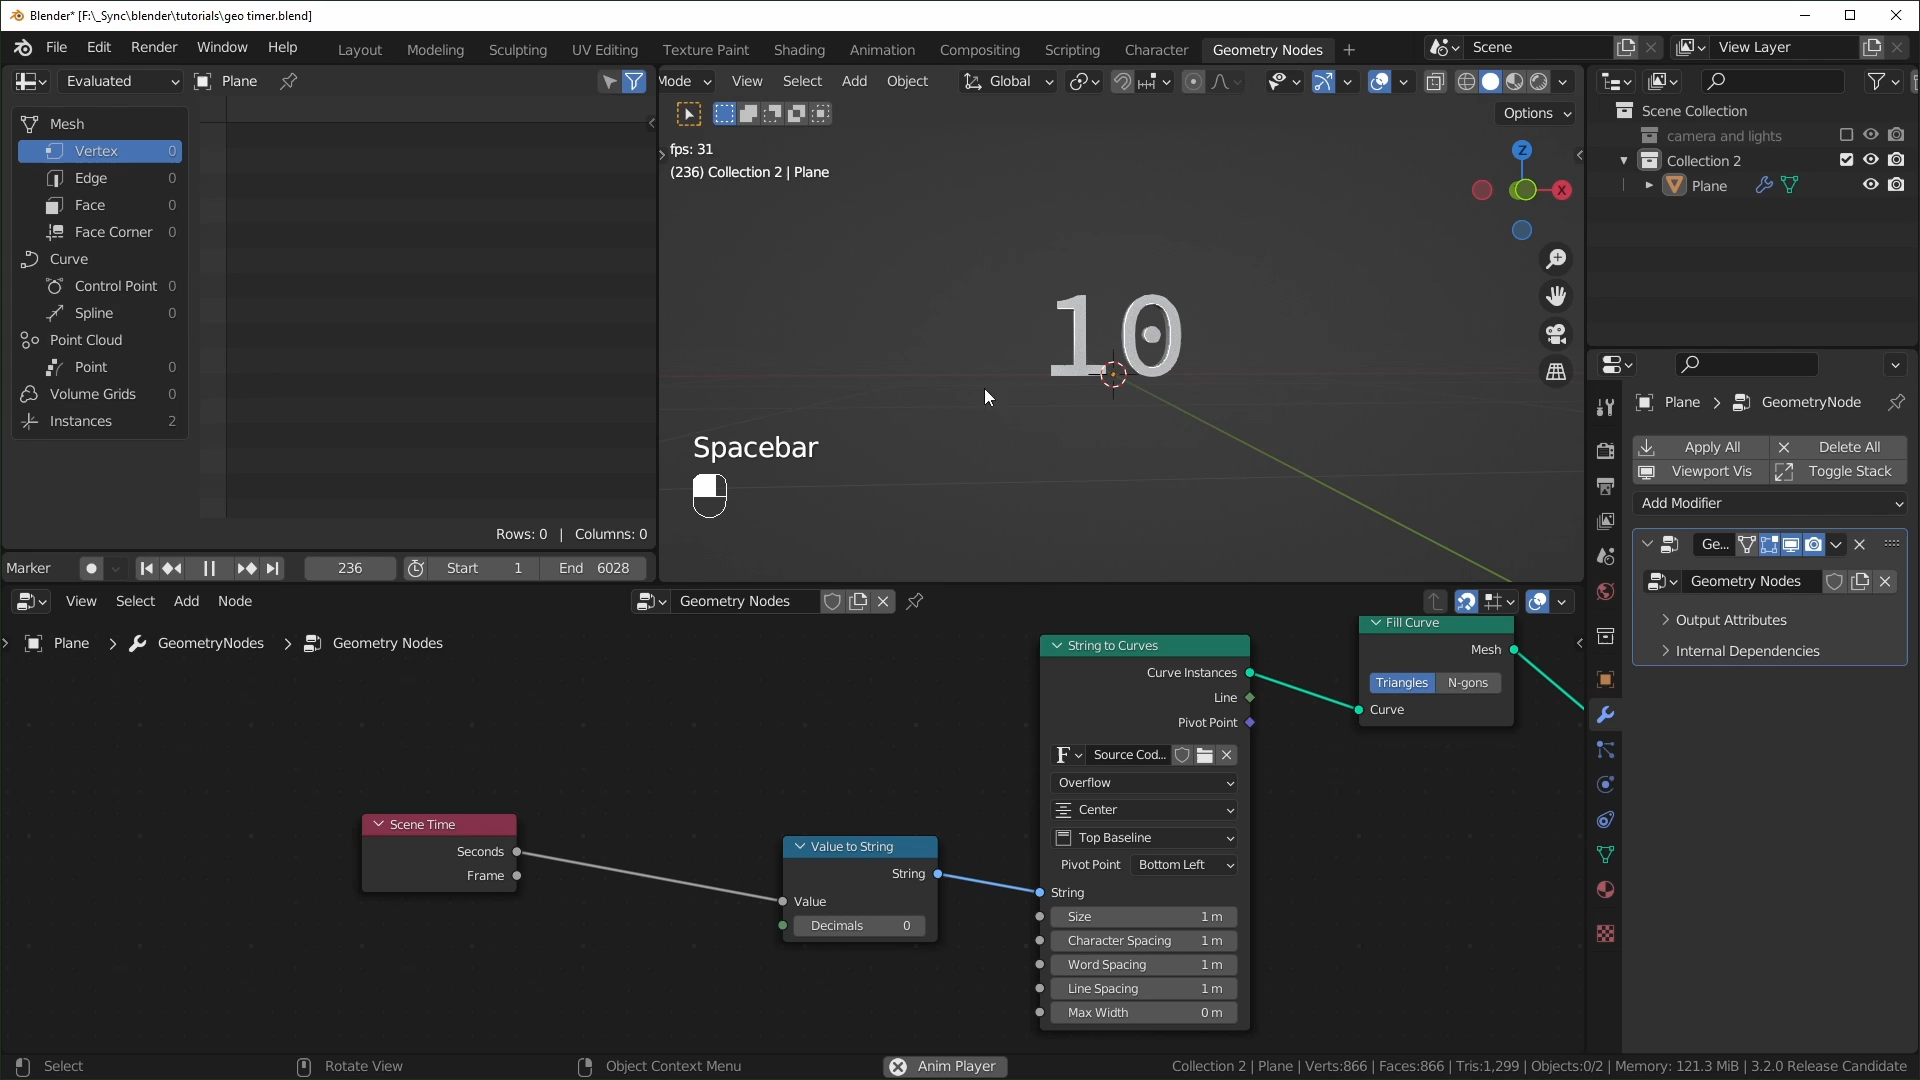 Blender* [F:\_Sync\blender\tutorials\geo timer.blend]
File Edit Render Window Help
Layout Modeling Sculpting UV Editing Texture Paint Shading Animation Compositing Scripting Character Geometry Nodes +
Scene
View Layer
Evaluated
Plane
Mode View Select Add Object
Global
Options
Mesh
Vertex 0
Edge 0
Face 0
Face Corner 0
Curve
Control Point 0
Spline 0
Point Cloud
Point 0
Volume Grids
Instances 2
Rows: 0 | Columns: 0
fps: 31
(236) Collection 2 | Plane
Z
X
10
Spacebar
Scene Collection
camera and lights
Collection 2
Plane
Plane > GeometryNode
Apply All Delete All
Viewport Vis Toggle Stack
Add Modifier
Ge...
Geometry Nodes
Output Attributes
Internal Dependencies
Marker
236
Start 1
End 6028
View Select Add Node
Geometry Nodes
Plane > GeometryNodes > Geometry Nodes
Scene Time
Seconds
Frame
Value to String
String
Value
Decimals 0
String to Curves
Curve Instances
Line
Pivot Point
F Source Cod...
Overflow
Center
Top Baseline
Pivot Point Bottom Left
String
Size 1 m
Character Spacing 1 m
Word Spacing 1 m
Line Spacing 1 m
Max Width 0 m
Fill Curve
Mesh
Triangles N-gons
Curve
Select
Rotate View
Object Context Menu
Anim Player
Collection 2 | Plane | Verts:866 | Faces:866 | Tris:1,299 | Objects:0/2 | Memory: 121.3 MiB | 3.2.0 Release Candidate